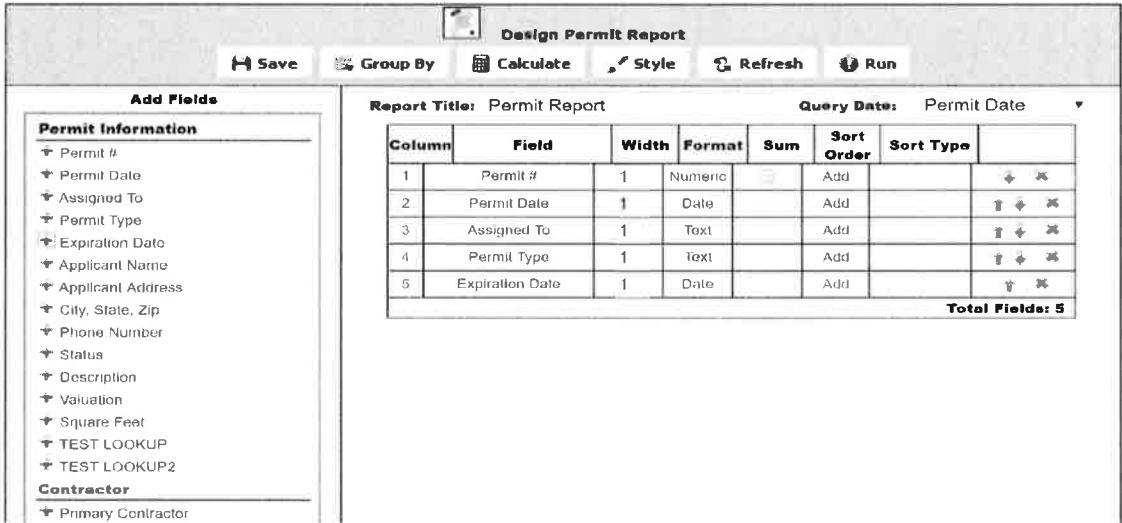 Design Permit Report
Save Group By Calculate Style Refresh Run
Add Fields
Permit Information
Permit #
Permit Date
Assigned To
Permit Type
Expiration Date
Applicant Name
Applicant Address
City, State, Zip
Phone Number
Status
Description
Valuation
Square Feet
TEST LOOKUP
TEST LOOKUP2
Contractor
Primary Contractor
Report Title: Permit Report Query Date: Permit Date
Column Field Width Format Sum Sort Order Sort Type
1 Permit # 1 Numeric Add
2 Permit Date 1 Date Add
3 Assigned To 1 Text Add
4 Permit Type 1 Text Add
5 Expiration Date 1 Date Add
Total Fields: 5